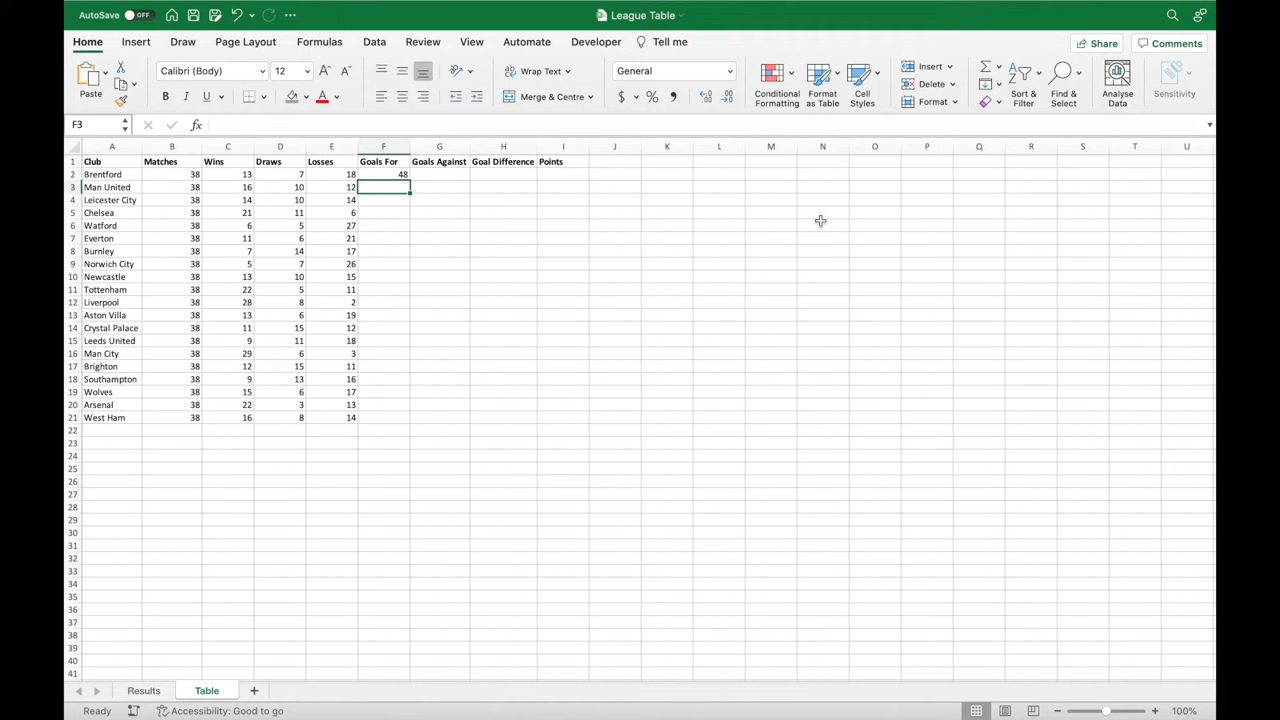 AutoSave OFF League Table
Home Insert Draw Page Layout Formulas Data Review View Automate Developer Tell me Share Comments
Paste Calibri (Body) 12 A A Wrap Text General Conditional Formatting Format as Table Cell Styles Insert Sort & Filter Find & Select Analyse Data Sensitivity
B I U A Merge & Centre $ % , Delete
Format
F3 fx
A B C D E F G H I J K L M N O P Q R S T U
1 Club Matches Wins Draws Losses Goals For Goals Against Goal Difference Points
2 Brentford 38 13 7 18 48
3 Man United 38 16 10 12
4 Leicester City 38 14 10 14
5 Chelsea 38 21 11 6
6 Watford 38 6 5 27
7 Everton 38 11 6 21
8 Burnley 38 7 14 17
9 Norwich City 38 5 7 26
10 Newcastle 38 13 10 15
11 Tottenham 38 22 5 11
12 Liverpool 38 28 8 2
13 Aston Villa 38 13 6 19
14 Crystal Palace 38 11 15 12
15 Leeds United 38 9 11 18
16 Man City 38 29 6 3
17 Brighton 38 12 15 11
18 Southampton 38 9 13 16
19 Wolves 38 15 6 17
20 Arsenal 38 22 3 13
21 West Ham 38 16 8 14
22
23
24
25
26
27
28
29
30
31
32
33
34
35
36
37
38
39
40
41
Results Table
Ready Accessibility: Good to go 100%